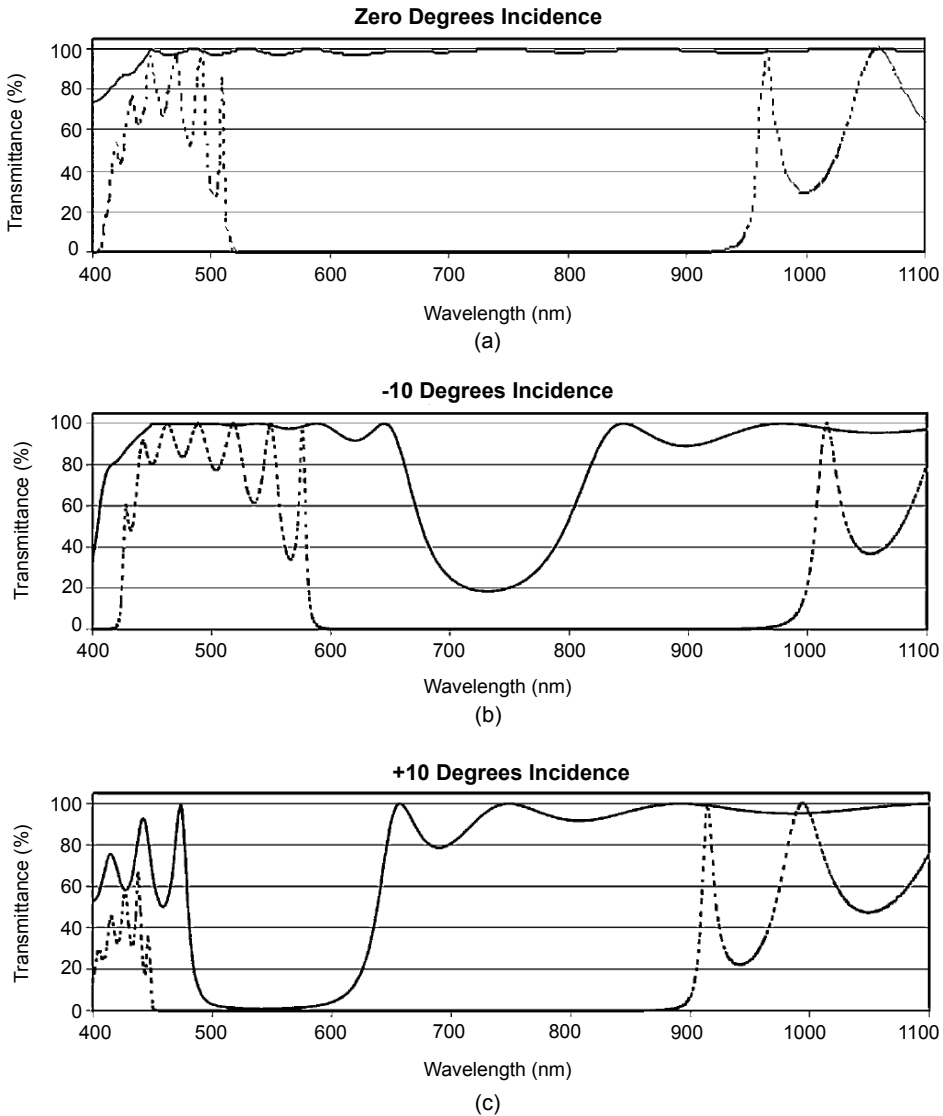 Zero Degrees Incidence
Transmittance (%)
100
80
60
40
20
0
400 500 600 700 800 900 1000 1100
Wavelength (nm)
(a)
-10 Degrees Incidence
Transmittance (%)
100
80
60
40
20
0
400 500 600 700 800 900 1000 1100
Wavelength (nm)
(b)
+10 Degrees Incidence
Transmittance (%)
100
80
60
40
20
0
400 500 600 700 800 900 1000 1100
Wavelength (nm)
(c)